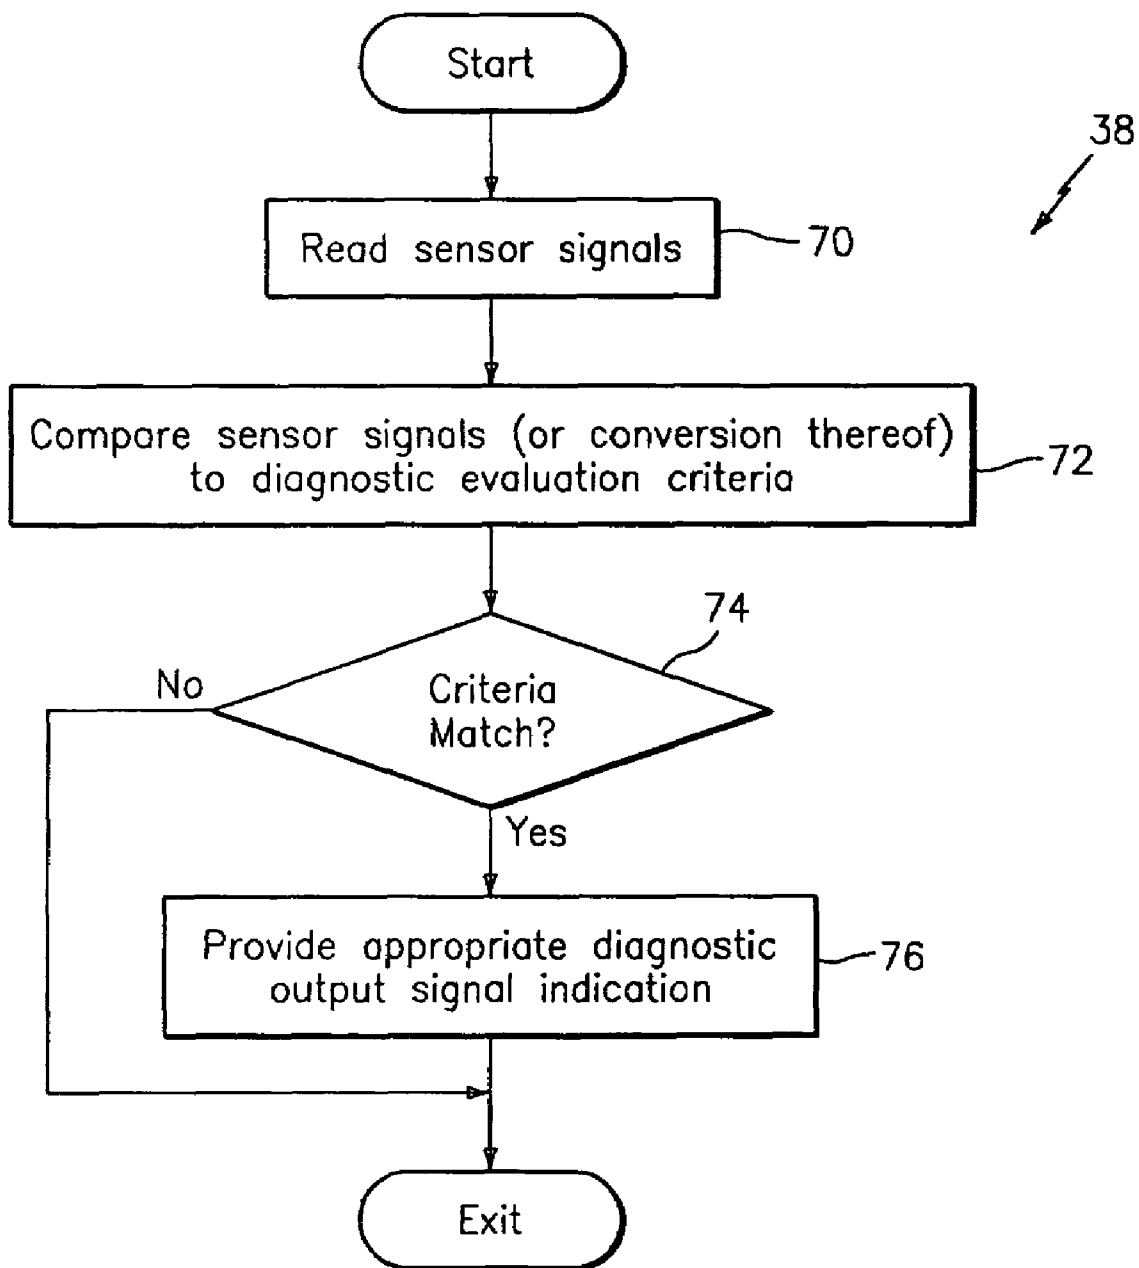 Start
38
Read sensor signals
70
Compare sensor signals (or conversion thereof)
to diagnostic evaluation criteria
72
74
No
Criteria
Match?
Yes
Provide appropriate diagnostic
output signal indication
76
Exit